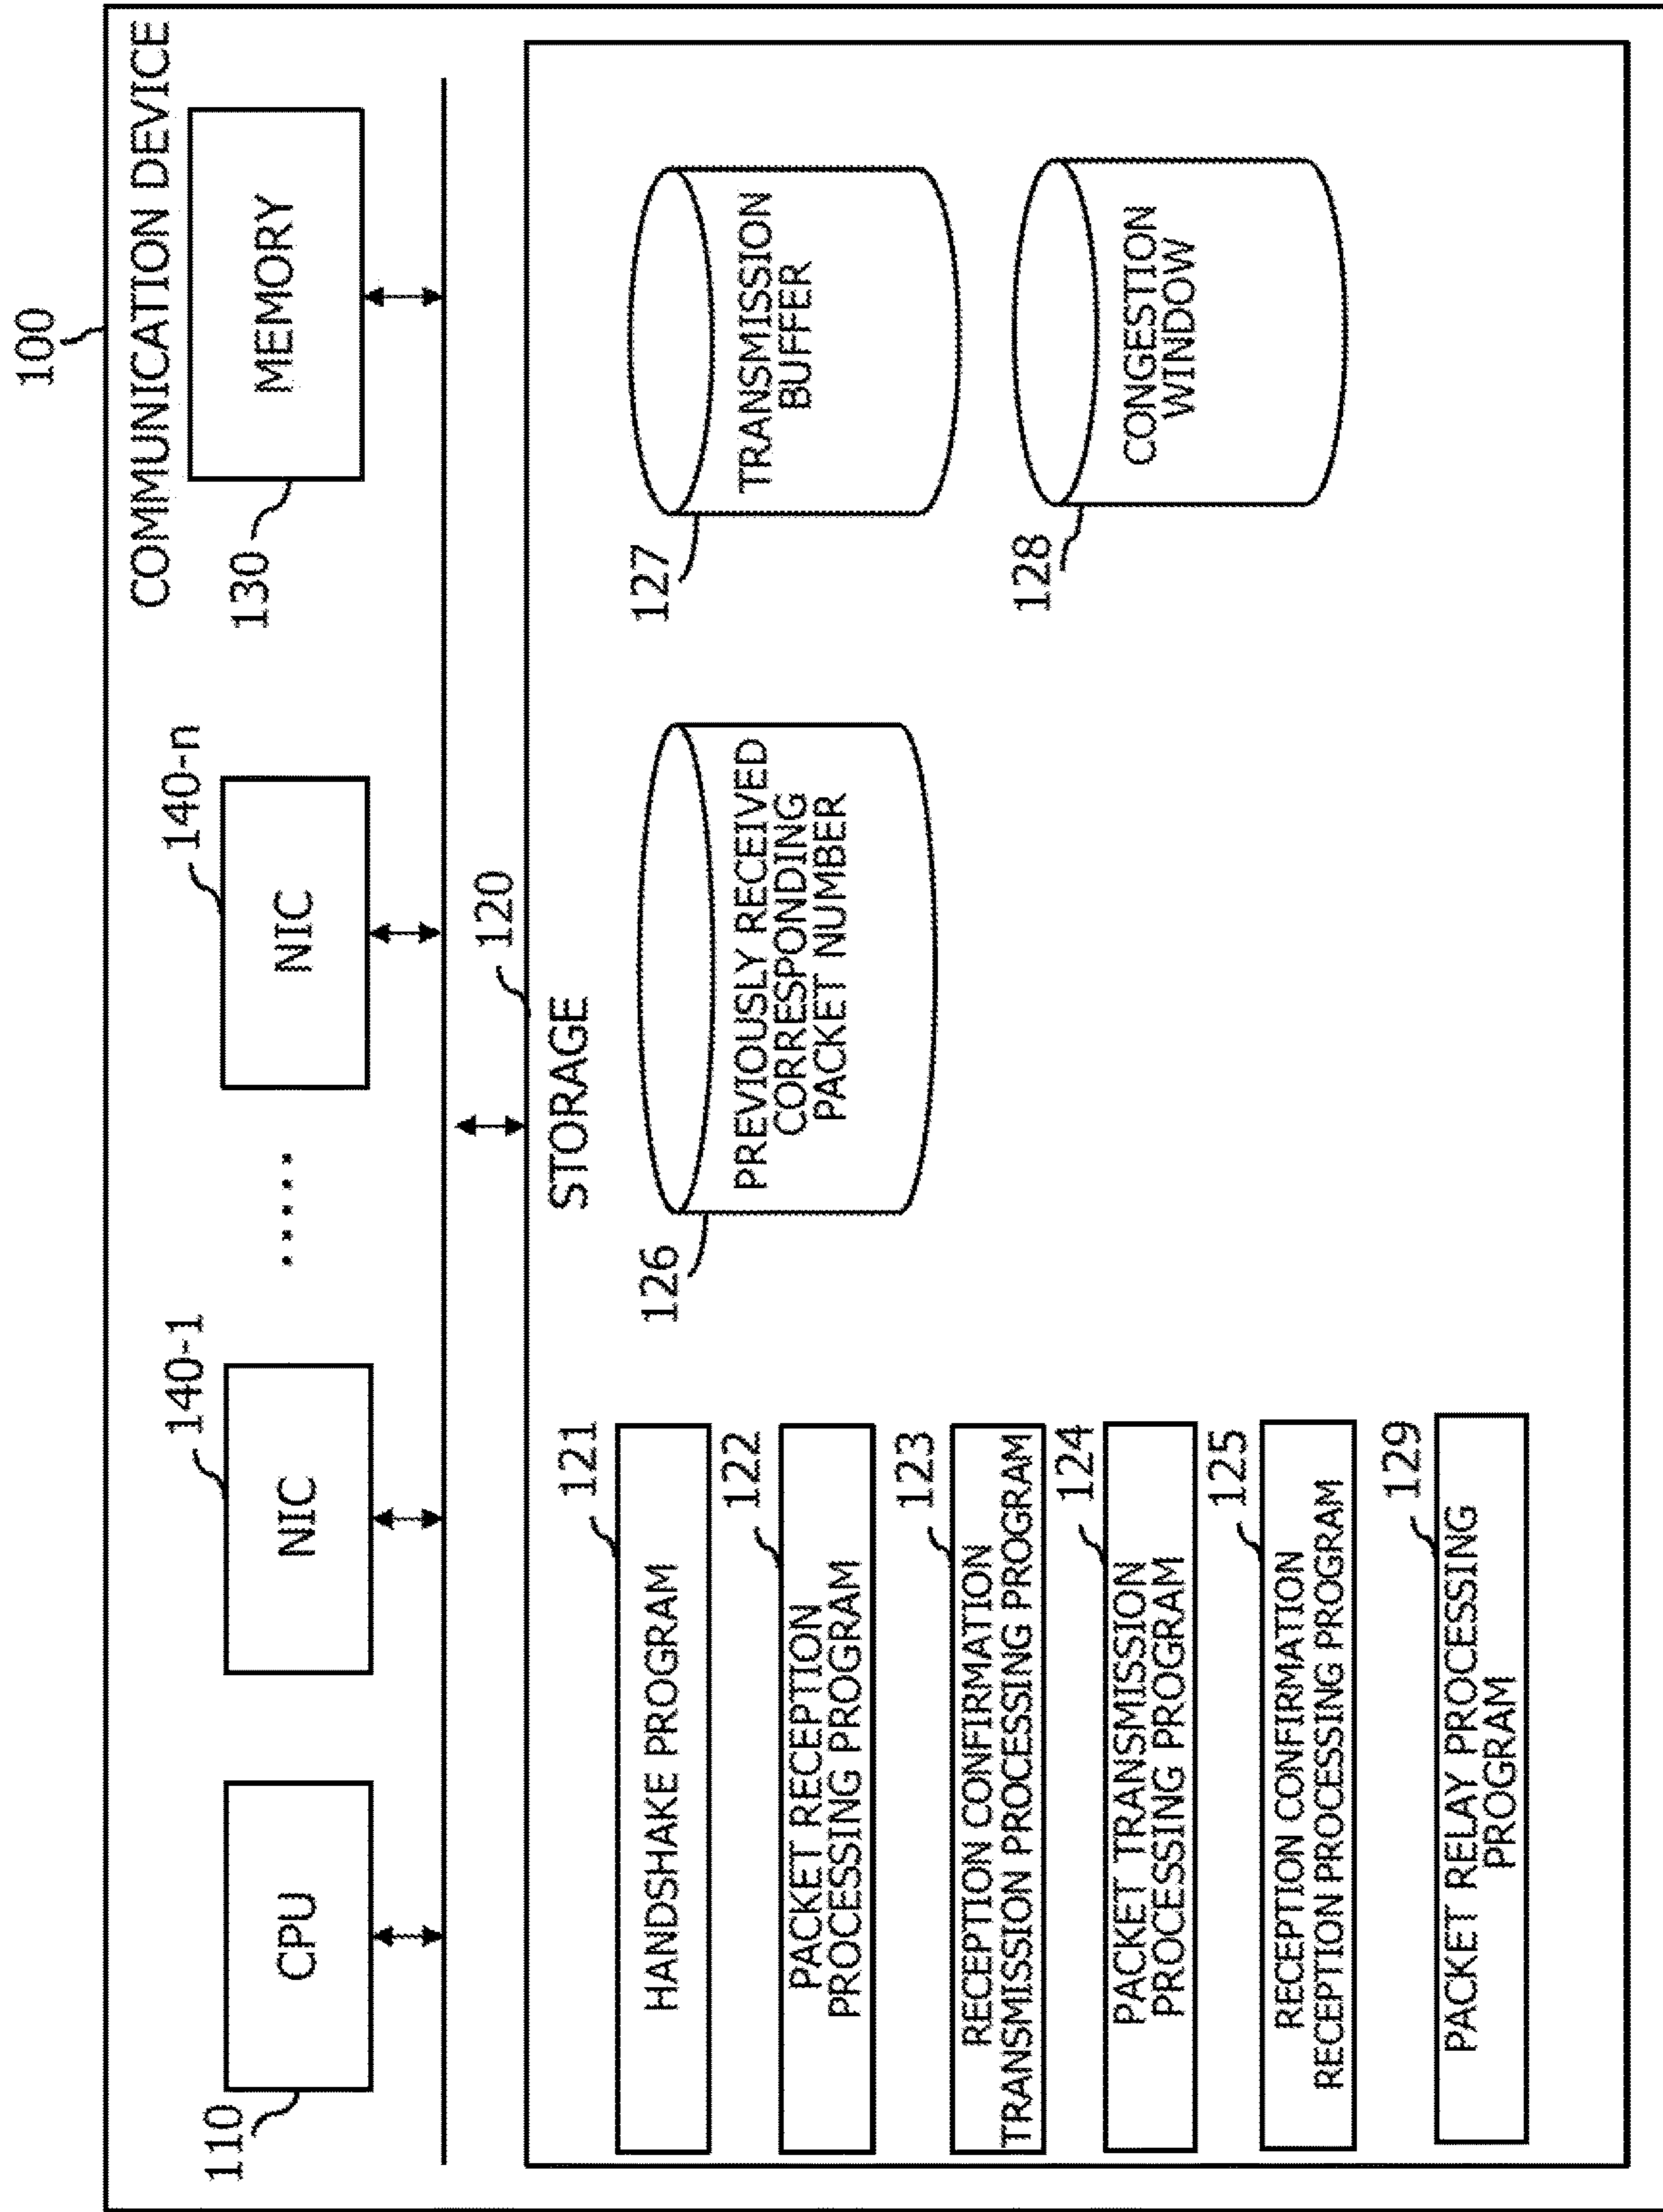 100
COMMUNICATION DEVICE
110
CPU
140-1
NIC
.....
140-n
NIC
130
MEMORY
120
STORAGE
121
HANDSHAKE PROGRAM
122
PACKET RECEPTION
PROCESSING PROGRAM
123
RECEPTION CONFIRMATION
TRANSMISSION PROCESSING PROGRAM
124
PACKET TRANSMISSION
PROCESSING PROGRAM
125
RECEPTION CONFIRMATION
RECEPTION PROCESSING PROGRAM
129
PACKET RELAY PROCESSING
PROGRAM
126
PREVIOUSLY RECEIVED
CORRESPONDING
PACKET NUMBER
127
TRANSMISSION
BUFFER
128
CONGESTION
WINDOW